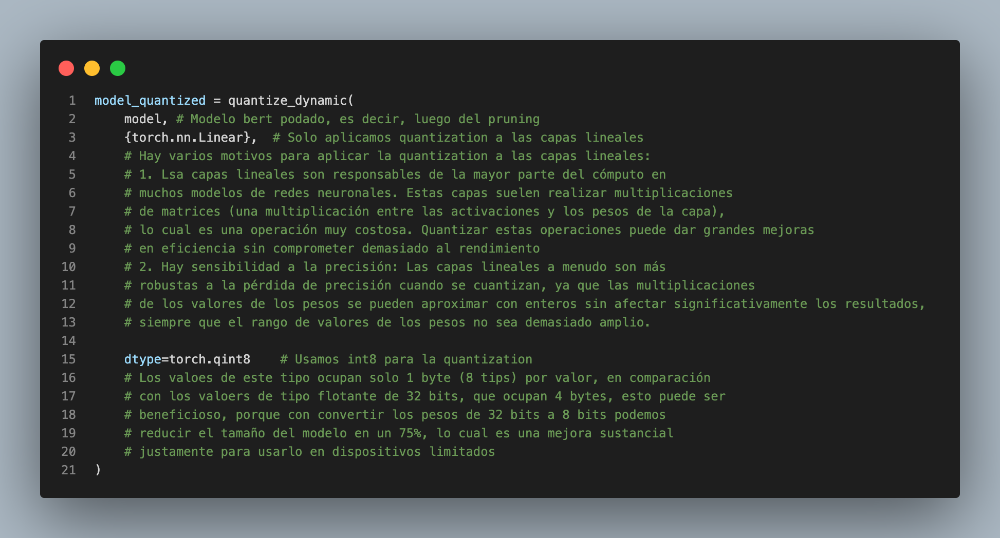 1 model_quantized = quantize_dynamic(
2     model, # Modelo bert podado, es decir, luego del pruning
3     {torch.nn.Linear},  # Solo aplicamos quantization a las capas lineales
4     # Hay varios motivos para aplicar la quantization a las capas lineales:
5     # 1. Lsa capas lineales son responsables de la mayor parte del cómputo en
6     # muchos modelos de redes neuronales. Estas capas suelen realizar multiplicaciones
7     # de matrices (una multiplicación entre las activaciones y los pesos de la capa),
8     # lo cual es una operación muy costosa. Quantizar estas operaciones puede dar grandes mejoras
9     # en eficiencia sin comprometer demasiado al rendimiento
10     # 2. Hay sensibilidad a la precisión: Las capas lineales a menudo son más
11     # robustas a la pérdida de precisión cuando se cuantizan, ya que las multiplicaciones
12     # de los valores de los pesos se pueden aproximar con enteros sin afectar significativamente los resultados,
13     # siempre que el rango de valores de los pesos no sea demasiado amplio.
14
15     dtype=torch.qint8    # Usamos int8 para la quantization
16     # Los valoes de este tipo ocupan solo 1 byte (8 tips) por valor, en comparación
17     # con los valoers de tipo flotante de 32 bits, que ocupan 4 bytes, esto puede ser
18     # beneficioso, porque con convertir los pesos de 32 bits a 8 bits podemos
19     # reducir el tamaño del modelo en un 75%, lo cual es una mejora sustancial
20     # justamente para usarlo en dispositivos limitados
21 )